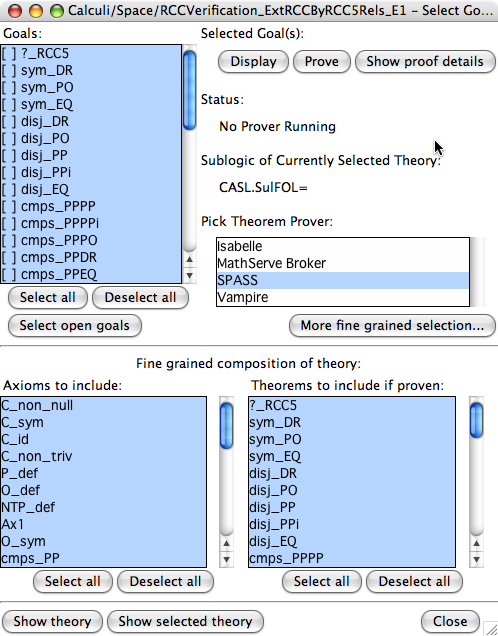 Calculi/Space/RCCVerification_ExtRCCByRCC5Rels_E1 – Select Go...
Goals:
[ ] ?_RCC5
[ ] sym_DR
[ ] sym_PO
[ ] sym_EQ
[ ] disj_DR
[ ] disj_PO
[ ] disj_PP
[ ] disj_PPi
[ ] disj_EQ
[ ] cmps_PPPP
[ ] cmps_PPPPi
[ ] cmps_PPPO
[ ] cmps_PPDR
[ ] cmps_PPEQ
Select all
Deselect all
Select open goals
Selected Goal(s):
Display
Prove
Show proof details
Status:
No Prover Running
Sublogic of Currently Selected Theory:
CASL.SulFOL=
Pick Theorem Prover:
Isabelle
MathServe Broker
SPASS
Vampire
More fine grained selection...
Fine grained composition of theory:
Axioms to include:
C_non_null
C_sym
C_id
C_non_triv
P_def
O_def
NTP_def
Ax1
O_sym
cmps_PP
Select all
Deselect all
Theorems to include if proven:
?_RCC5
sym_DR
sym_PO
sym_EQ
disj_DR
disj_PO
disj_PP
disj_PPi
disj_EQ
cmps_PPPP
Select all
Deselect all
Show theory
Show selected theory
Close